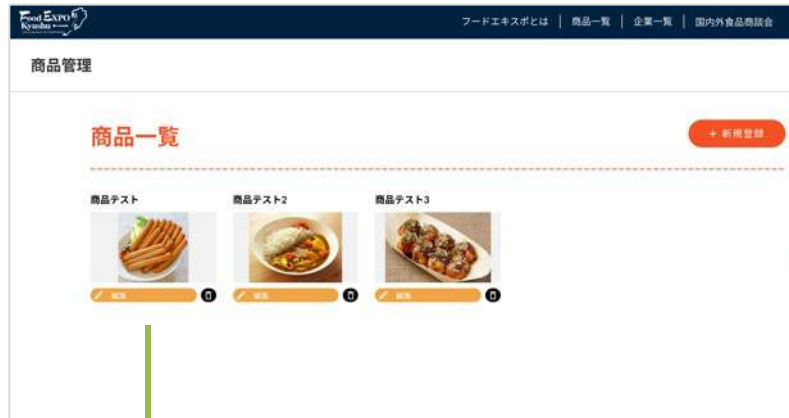 Food EXPO
Kyushu
フードエキスポとは | 商品一覧 | 企業一覧 | 国内外食品商談会
商品管理
商品一覧
+ 新規登録
商品テスト
商品テスト2
商品テスト3
編集
編集
編集